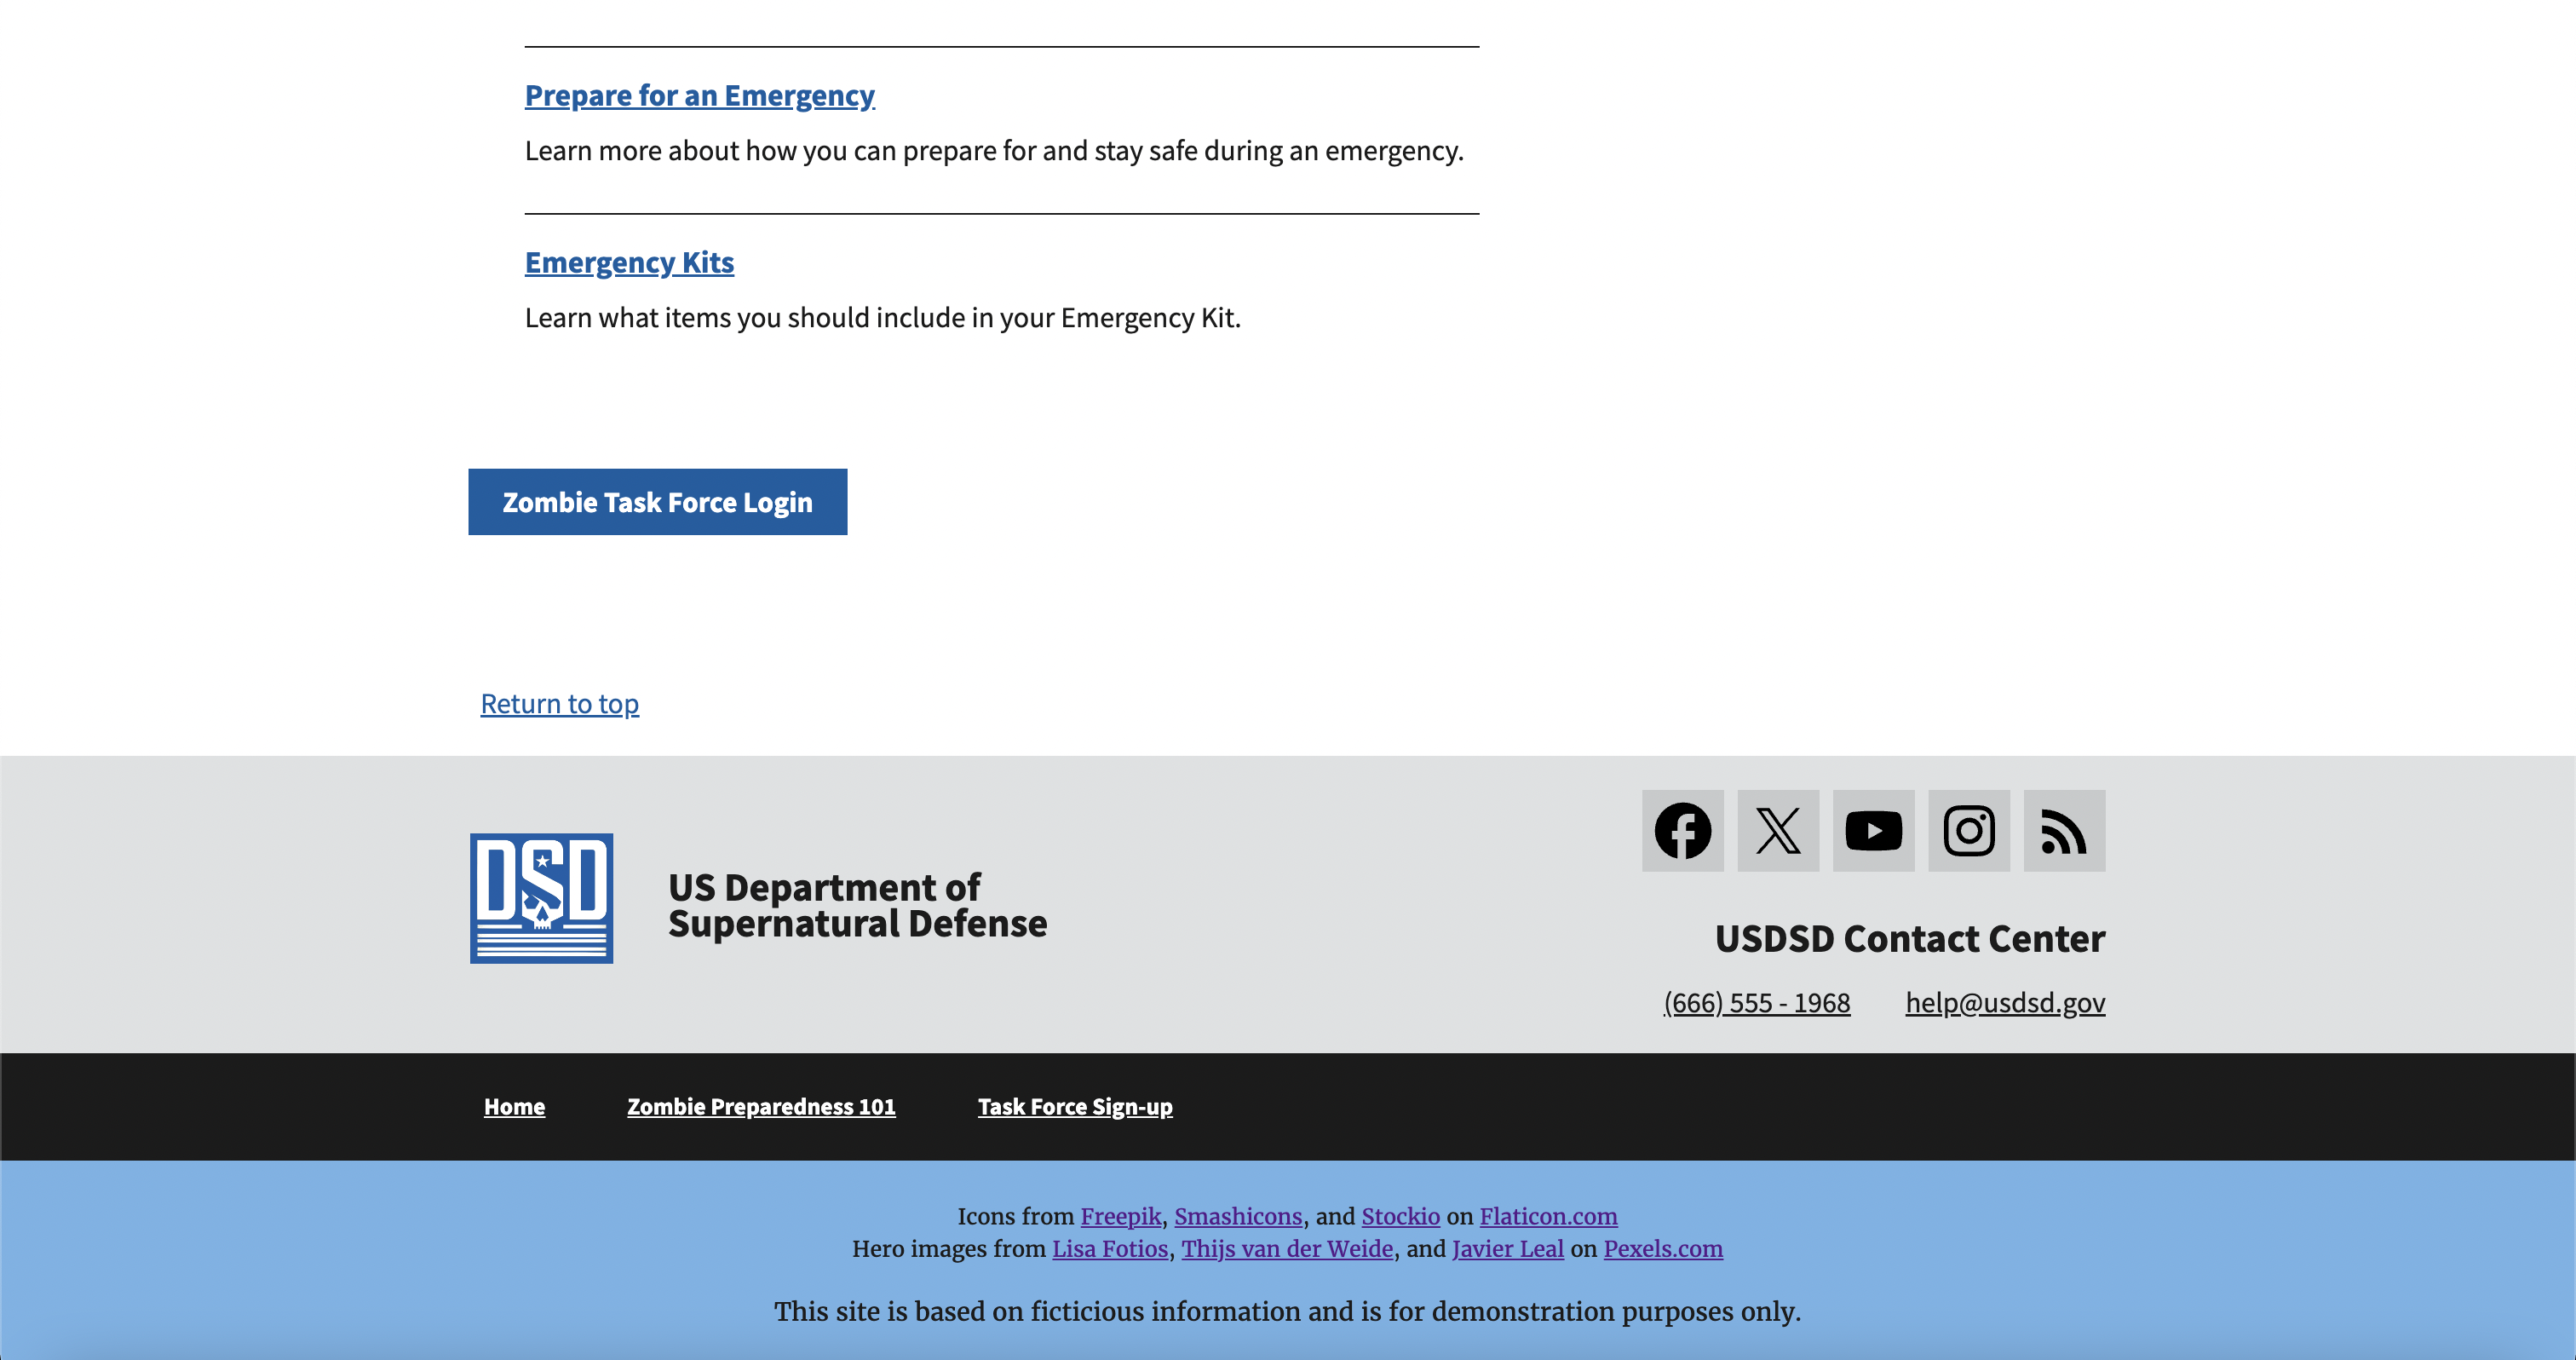 Prepare for an Emergency
Learn more about how you can prepare for and stay safe during an emergency.
Emergency Kits
Learn what items you should include in your Emergency Kit.
Zombie Task Force Login
Return to top
DSD
US Department of
Supernatural Defense
USDSD Contact Center
(666) 555 - 1968 help@usdsd.gov
Home Zombie Preparedness 101 Task Force Sign-up
Icons from Freepik, Smashicons, and Stockio on Flaticon.com
Hero images from Lisa Fotios, Thijs van der Weide, and Javier Leal on Pexels.com
This site is based on ficticious information and is for demonstration purposes only.